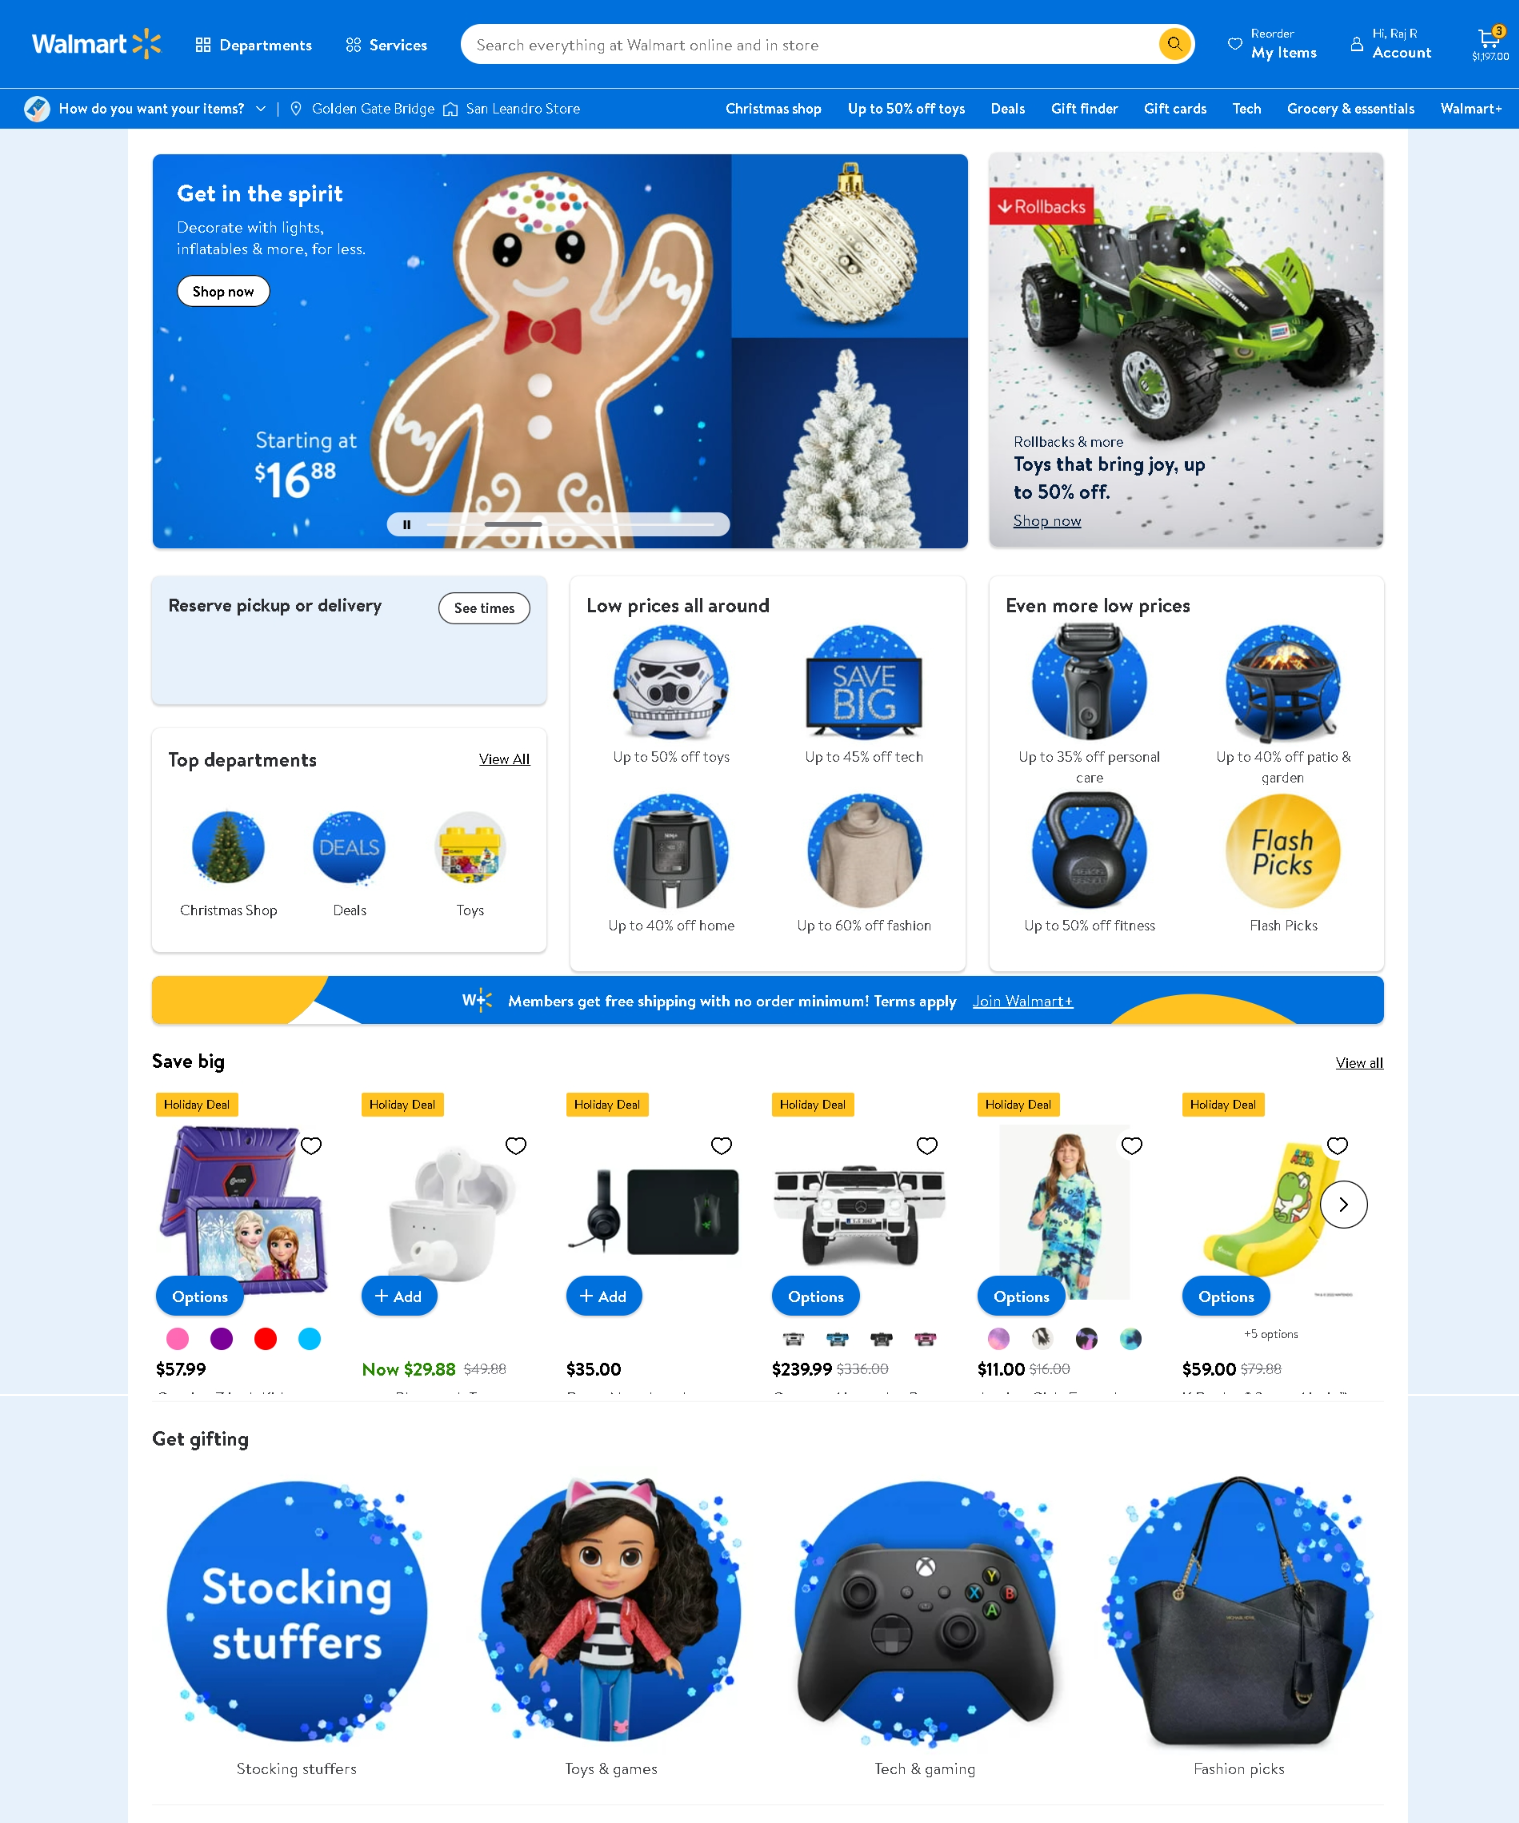 Walmart
Departments
Services
Search everything at Walmart online and in store
Reorder
My Items
Hi, Raj R
Account
3
$1,197.00
How do you want your items?
Golden Gate Bridge
San Leandro Store
Christmas shop
Up to 50% off toys
Deals
Gift finder
Gift cards
Tech
Grocery & essentials
Walmart+
Get in the spirit
Decorate with lights,
inflatables & more, for less.
Shop now
Starting at
$16 88
Rollbacks
Rollbacks & more
Toys that bring joy, up
to 50% off.
Shop now
Reserve pickup or delivery
See times
Top departments
View All
DEALS
Christmas Shop
Deals
Toys
Low prices all around
SAVE
BIG
Up to 50% off toys
Up to 45% off tech
Up to 40% off home
Up to 60% off fashion
Even more low prices
Up to 35% off personal
care
Up to 40% off patio &
garden
Flash
Picks
Up to 50% off fitness
Flash Picks
W+
Members get free shipping with no order minimum! Terms apply
Join Walmart+
Save big
View all
Holiday Deal
Options
$57.99
Holiday Deal
+ Add
Now $29.88 $49.88
Holiday Deal
+ Add
$35.00
Holiday Deal
Options
$239.99 $336.00
Holiday Deal
Options
$11.00 $16.00
Holiday Deal
Options
+5 options
$59.00 $79.88
Get gifting
Stocking
stuffers
Y
X
B
A
Stocking stuffers
Toys & games
Tech & gaming
Fashion picks